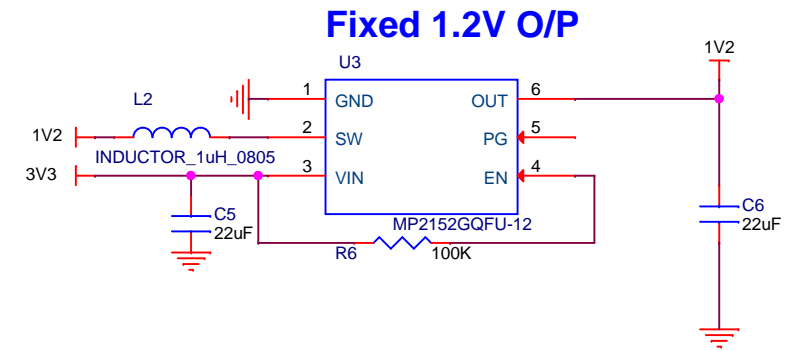 Fixed 1.2V O/P
1V2
U3
L2
1
GND
OUT
6
1V2
2
SW
PG
5
INDUCTOR_1uH_0805
3V3
3
VIN
EN
4
C5
22uF
MP2152GQFU-12
R6
100K
C6
22uF